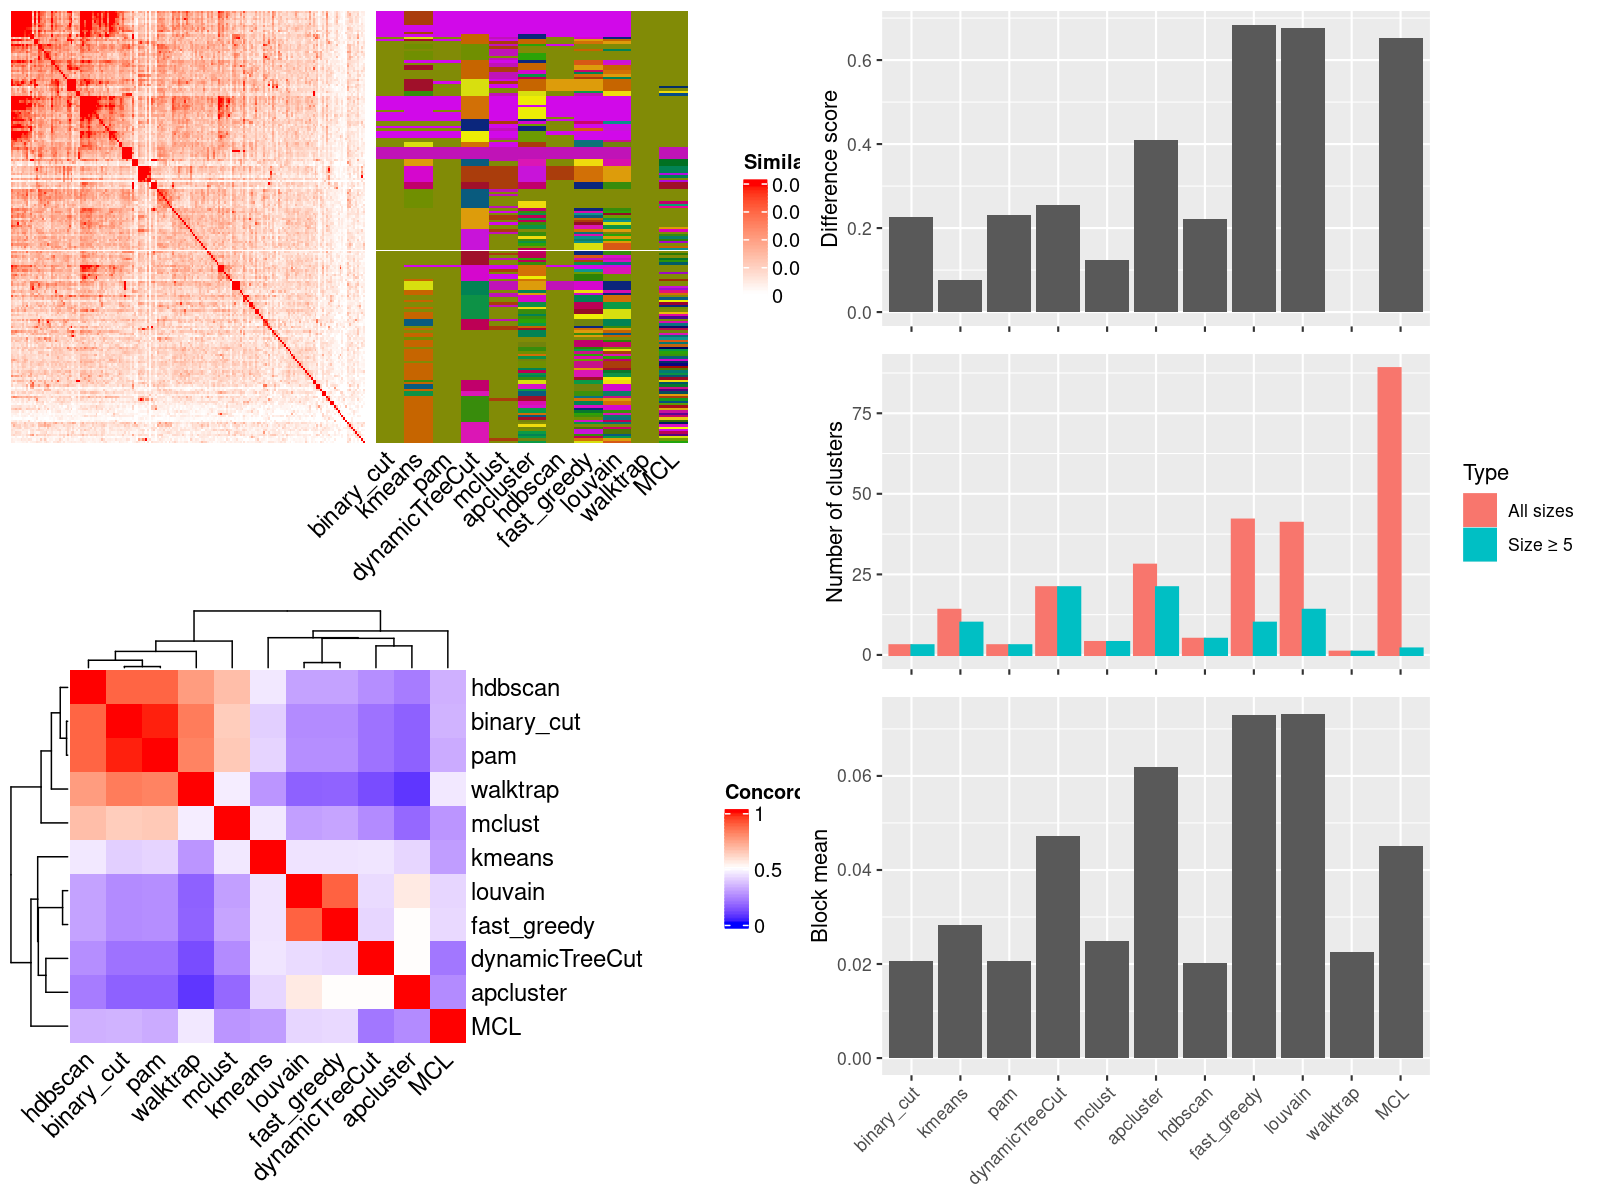 Simila
0.0
0.0
0.0
0.0
0
binary_cut
kmeans
pam
dynamicTreeCut
mclust
apcluster
hdbscan
fast_greedy
louvain
walktrap
MCL
hdbscan
binary_cut
pam
walktrap
mclust
kmeans
louvain
fast_greedy
dynamicTreeCut
apcluster
MCL
hdbscan
binary_cut
pam
walktrap
mclust
kmeans
louvain
fast_greedy
dynamicTreeCut
apcluster
MCL
Concord
1
0.5
0
Difference score
0.6
0.4
0.2
0.0
Number of clusters
75
50
25
0
Type
All sizes
Size ≥ 5
Block mean
0.06
0.04
0.02
0.00
binary_cut
kmeans
pam
dynamicTreeCut
mclust
apcluster
hdbscan
fast_greedy
louvain
walktrap
MCL